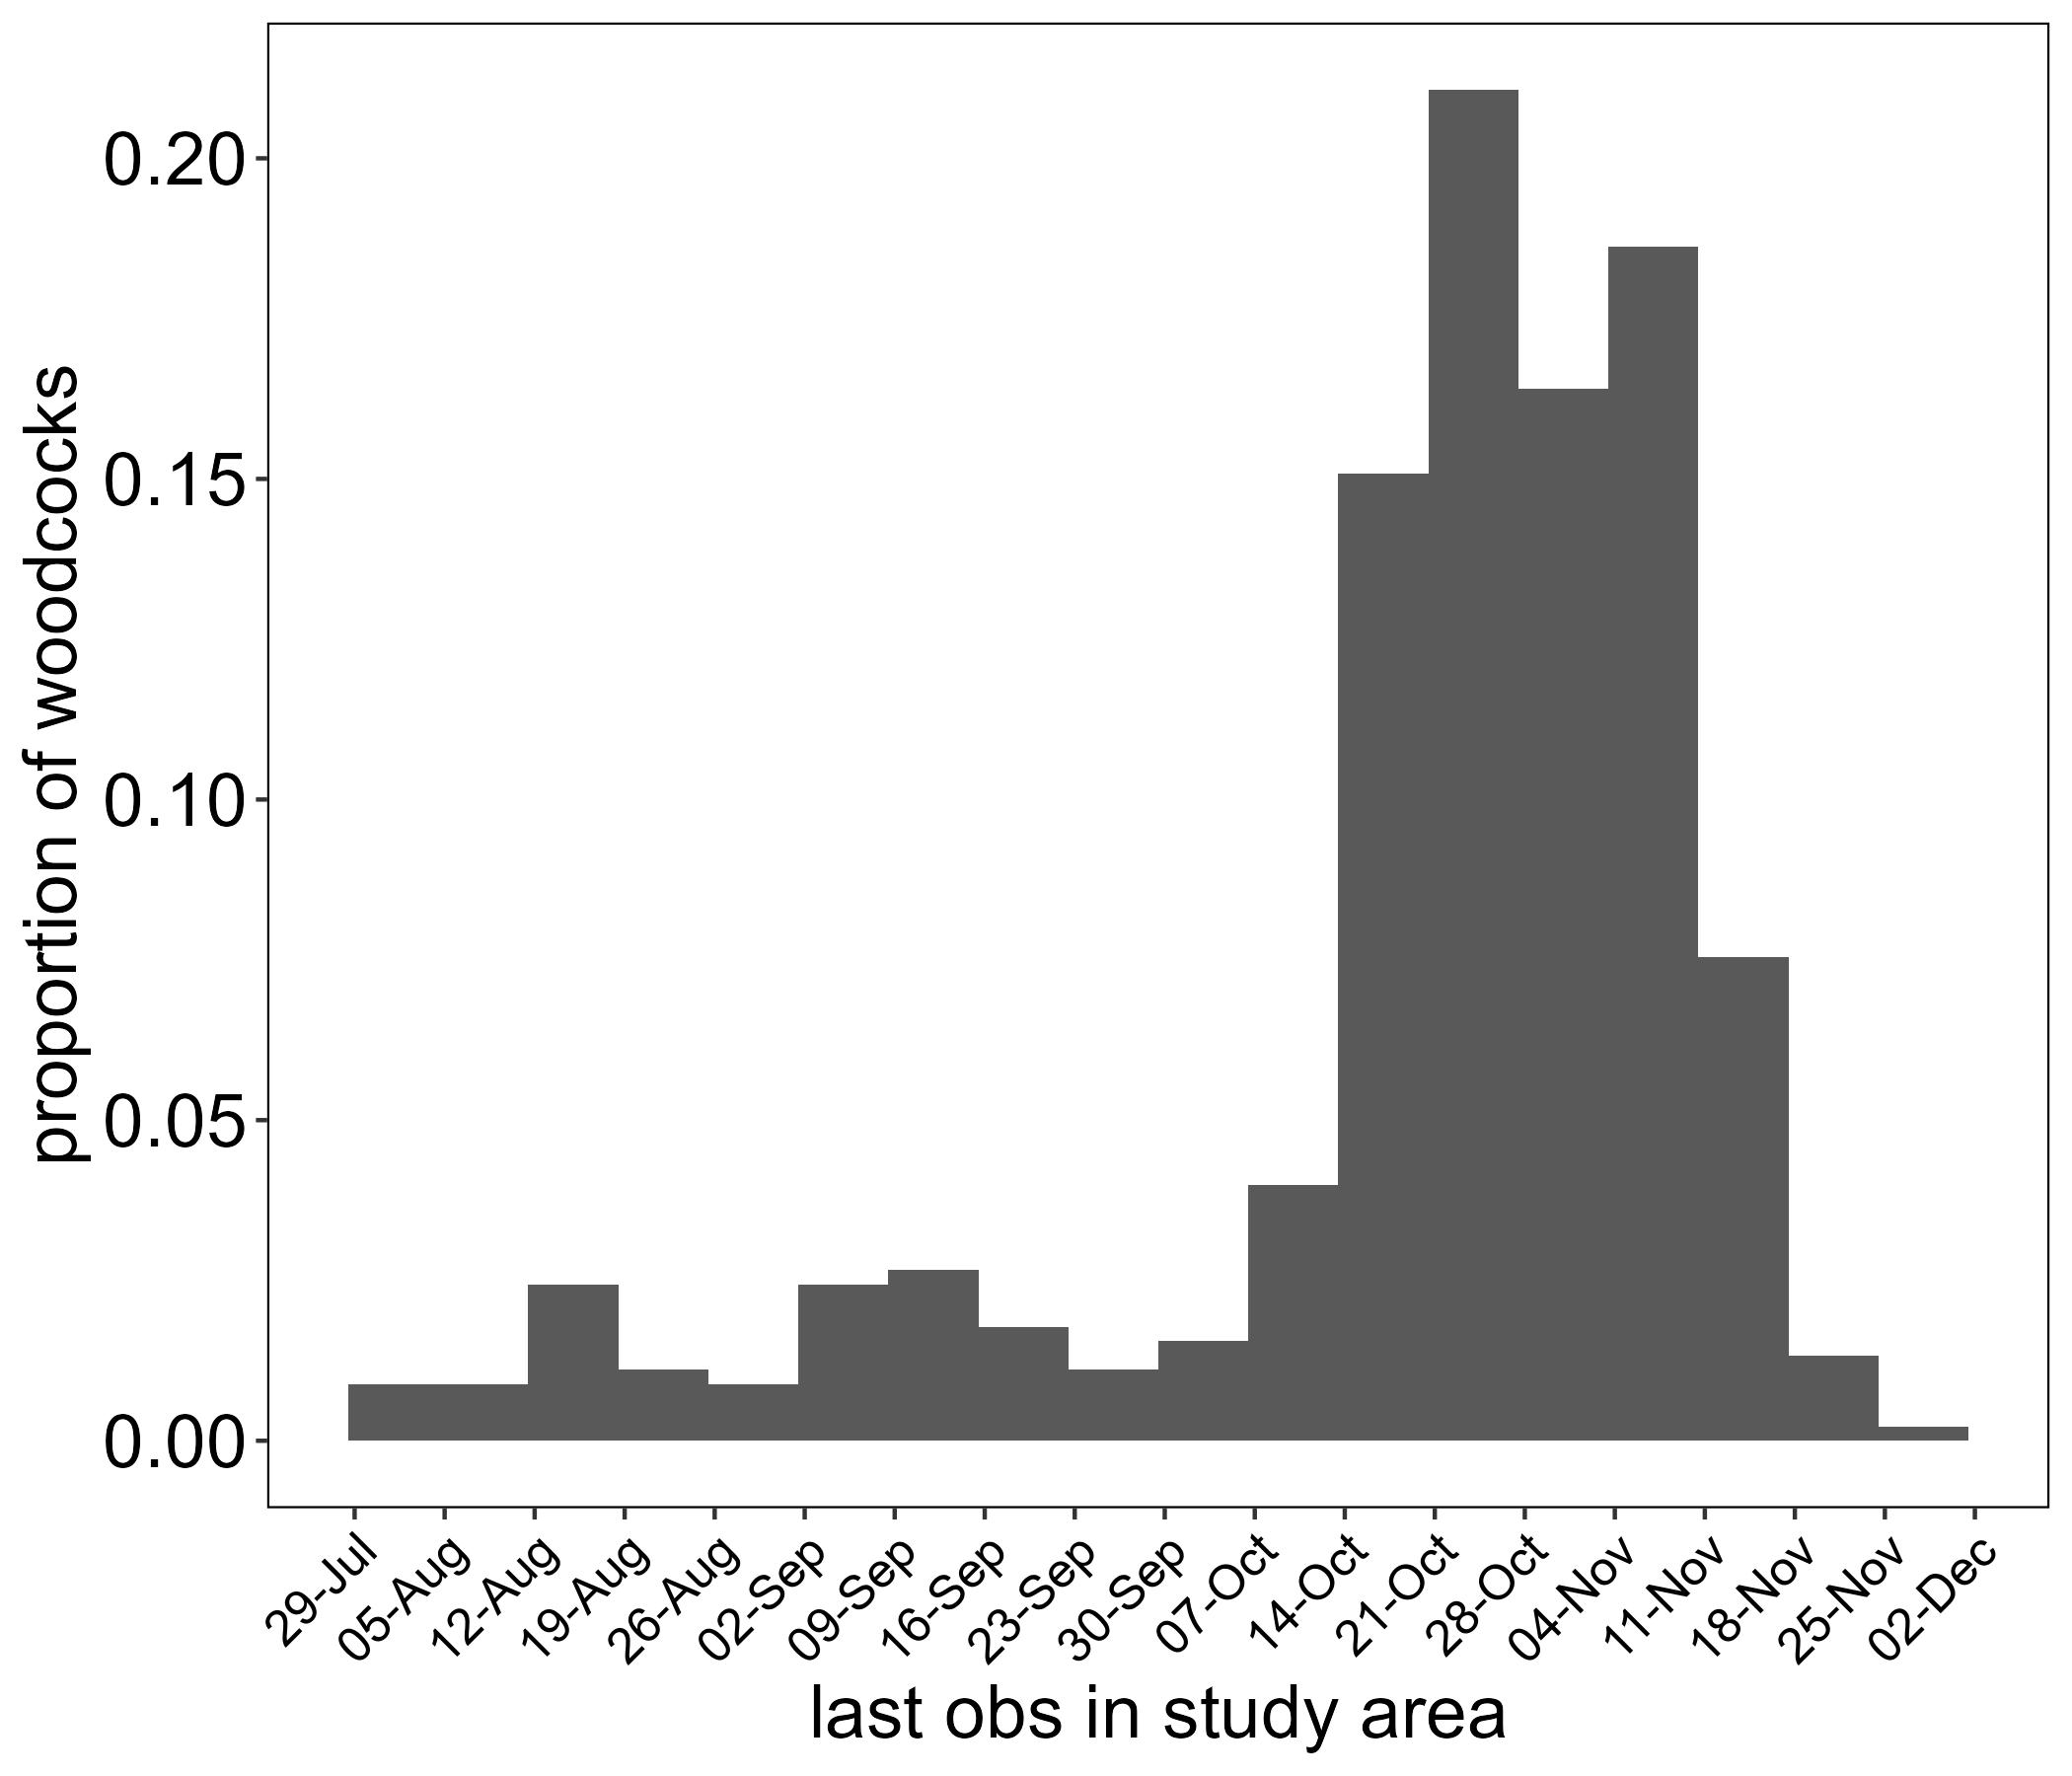 proportion of woodcocks
0.20
0.15
0.10
0.05
0.00
29-Jul
05-Aug
12-Aug
19-Aug
26-Aug
02-Sep
09-Sep
16-Sep
23-Sep
30-Sep
07-Oct
14-Oct
21-Oct
28-Oct
04-Nov
11-Nov
18-Nov
25-Nov
02-Dec
last obs in study area